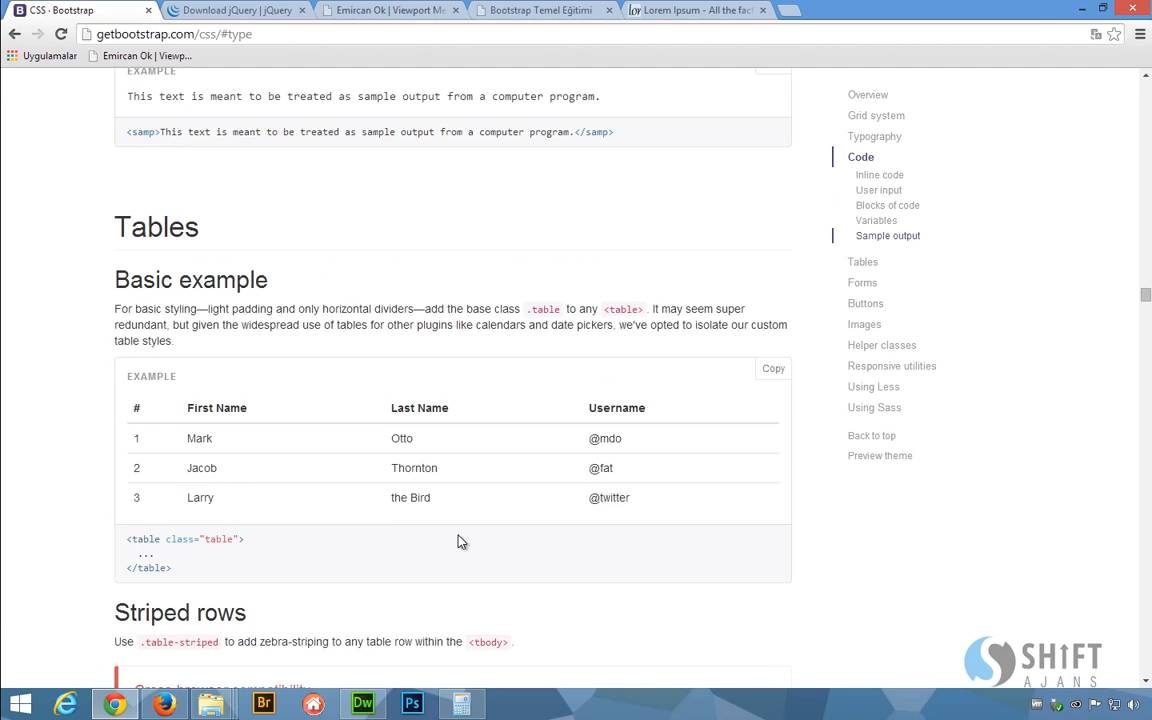 CSS · Bootstrap
Download jQuery | jQuery
Emircan Ok | Viewport Me
Bootstrap Temel Eğitimi
Lorem Ipsum - All the fact
getbootstrap.com/css/#type
Uygulamalar
Emircan Ok | Viewp...
EXAMPLE
This text is meant to be treated as sample output from a computer program.
<samp>This text is meant to be treated as sample output from a computer program.</samp>
Tables
Basic example
For basic styling—light padding and only horizontal dividers—add the base class .table to any <table>. It may seem super
redundant, but given the widespread use of tables for other plugins like calendars and date pickers, we've opted to isolate our custom
table styles.
Copy
EXAMPLE
# First Name Last Name Username
1 Mark Otto @mdo
2 Jacob Thornton @fat
3 Larry the Bird @twitter
<table class="table">
...
</table>
Striped rows
Use .table-striped to add zebra-striping to any table row within the <tbody>.
Overview
Grid system
Typography
Code
Inline code
User input
Blocks of code
Variables
Sample output
Tables
Forms
Buttons
Images
Helper classes
Responsive utilities
Using Less
Using Sass
Back to top
Preview theme
SHiFT
AJANS
Br
Dw
Ps